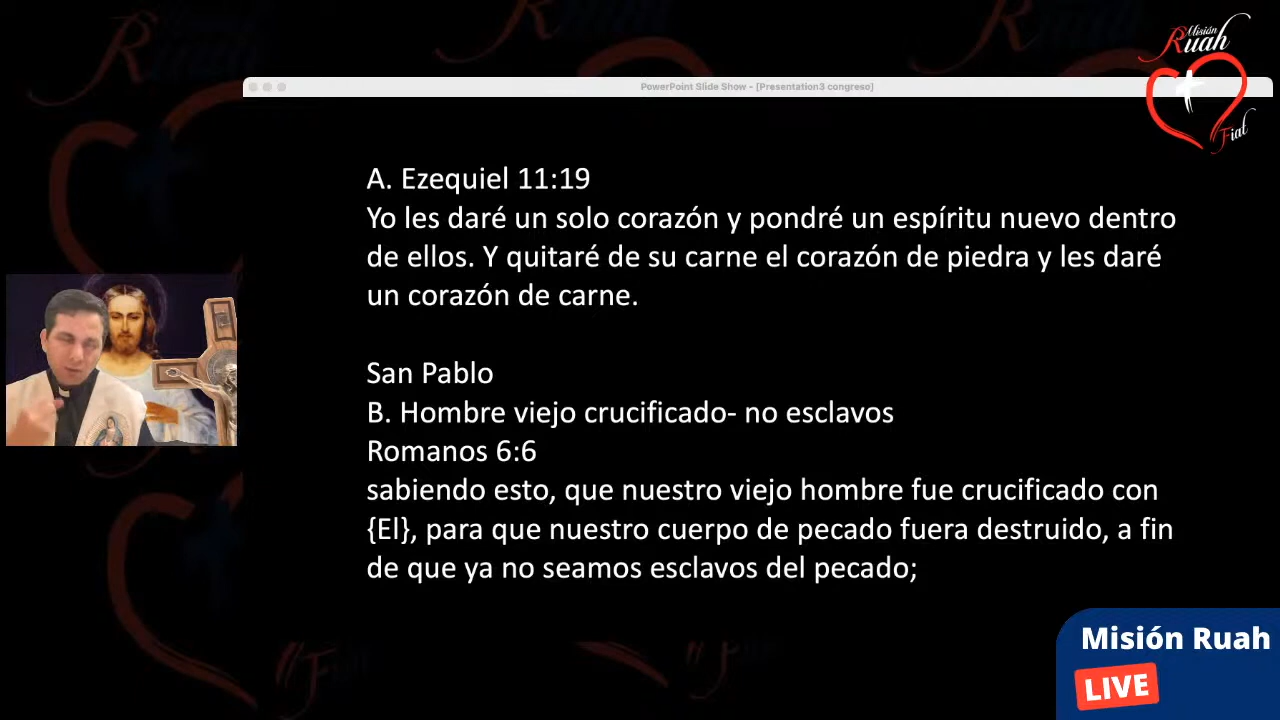 Misión
Ruah
PowerPoint Slide Show - [Presentation3 congreso]
Fiat
A. Ezequiel 11:19
Yo les daré un solo corazón y pondré un espíritu nuevo dentro
de ellos. Y quitaré de su carne el corazón de piedra y les daré
un corazón de carne.
San Pablo
B. Hombre viejo crucificado- no esclavos
Romanos 6:6
sabiendo esto, que nuestro viejo hombre fue crucificado con
{El}, para que nuestro cuerpo de pecado fuera destruido, a fin
de que ya no seamos esclavos del pecado;
Misión Ruah
LIVE